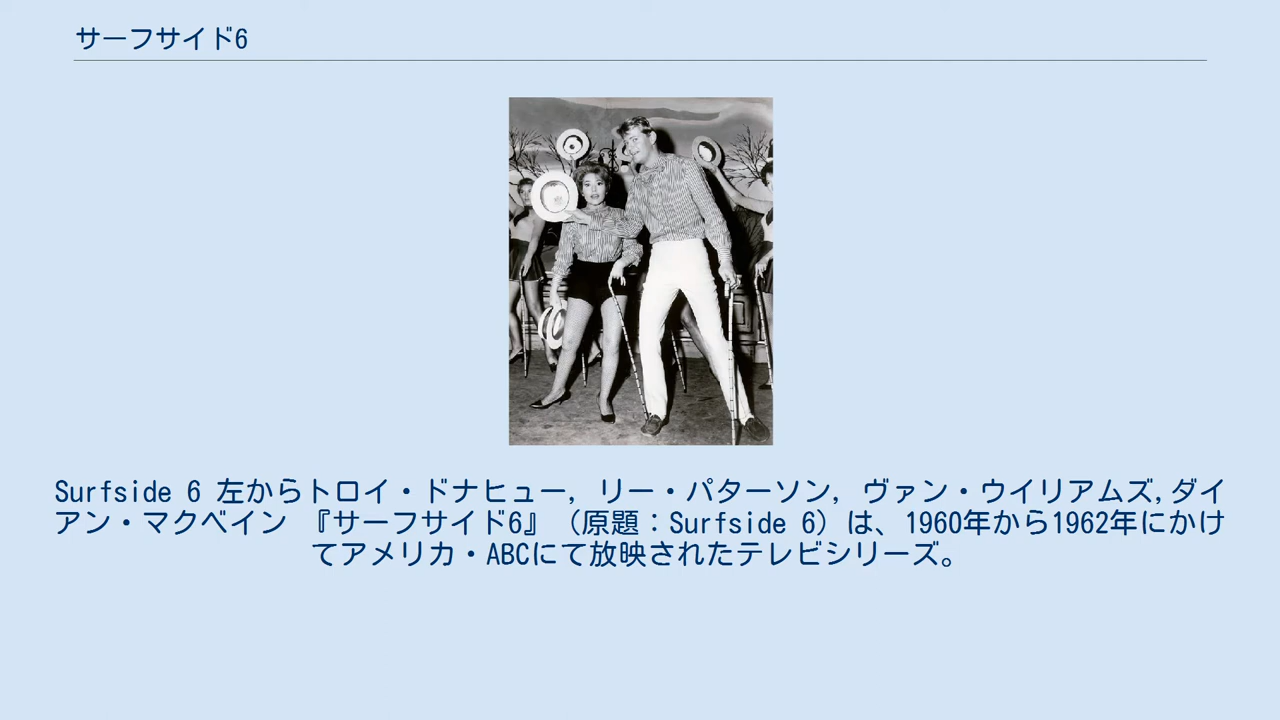 サーフサイド6
Surfside 6 左からトロイ・ドナヒュー, リー・パターソン, ヴァン・ウイリアムズ,ダイ
アン・マクベイン 『サーフサイド6』（原題：Surfside 6）は、1960年から1962年にかけ
てアメリカ・ABCにて放映されたテレビシリーズ。